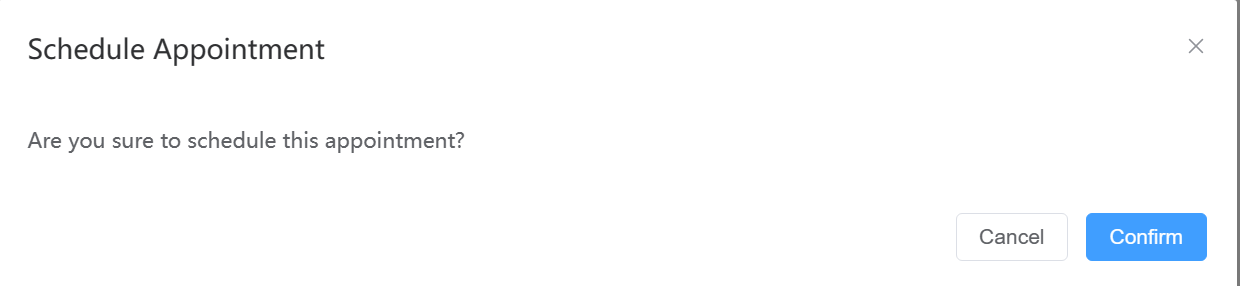 Schedule Appointment
Are you sure to schedule this appointment?
Cancel Confirm